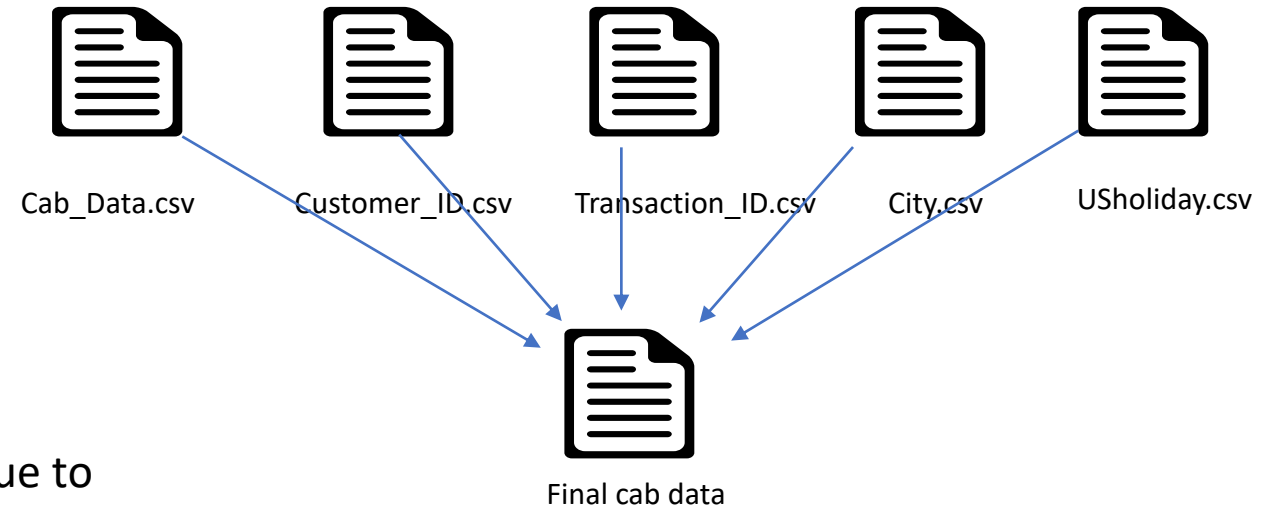 Cab_Data.csv
Customer_ID.csv
Transaction_ID.csv
City.csv
USholiday.csv
ue to
Final cab data